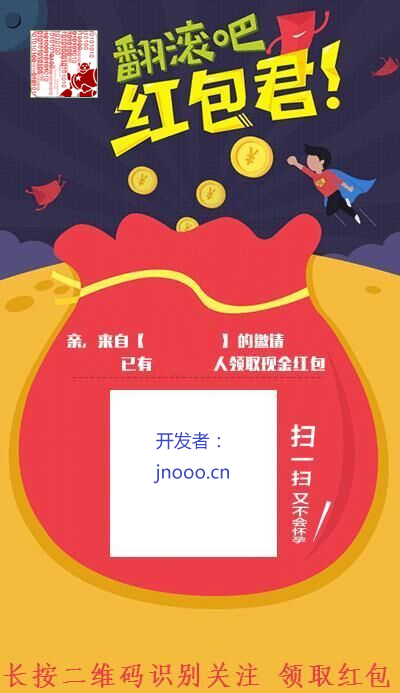 翻滚吧
红包君!
亲, 来自【 】的邀请
已有 人领取现金红包
开发者：
jnooo.cn
扫一扫
又不会怀孕
长按二维码识别关注 领取红包